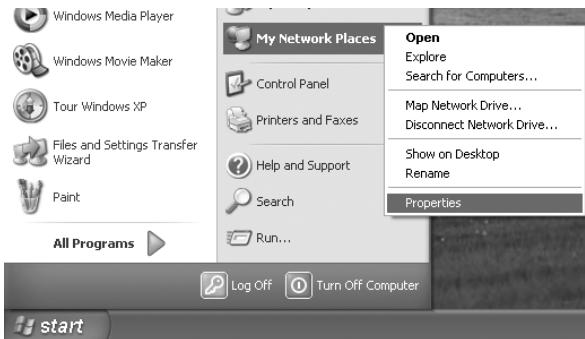 Windows Media Player
Windows Movie Maker
Tour Windows XP
Files and Settings Transfer
Wizard
Paint
All Programs
My Network Places
Control Panel
Printers and Faxes
Help and Support
Search
Run...
Open
Explore
Search for Computers...
Map Network Drive...
Disconnect Network Drive...
Show on Desktop
Rename
Properties
Log Off
Turn Off Computer
start